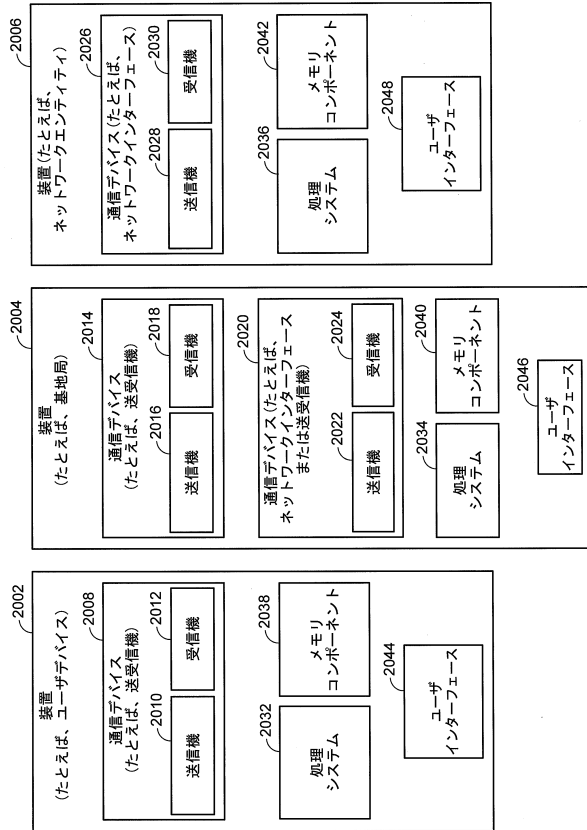 2002
装置
(たとえば、ユーザデバイス)
2008
通信デバイス
(たとえば、送受信機)
2010
送信機
2012
受信機
2032
処理
システム
2038
メモリ
コンポーネント
2044
ユーザ
インターフェース
2004
装置
(たとえば、基地局)
2014
通信デバイス
(たとえば、送受信機)
2016
送信機
2018
受信機
2020
通信デバイス(たとえば、
ネットワークインターフェース
または送受信機)
2022
送信機
2024
受信機
2034
処理
システム
2040
メモリ
コンポーネント
2046
ユーザ
インターフェース
2006
装置(たとえば、
ネットワークエンティティ)
2026
通信デバイス(たとえば、
ネットワークインターフェース)
2028
送信機
2030
受信機
2036
処理
システム
2042
メモリ
コンポーネント
2048
ユーザ
インターフェース